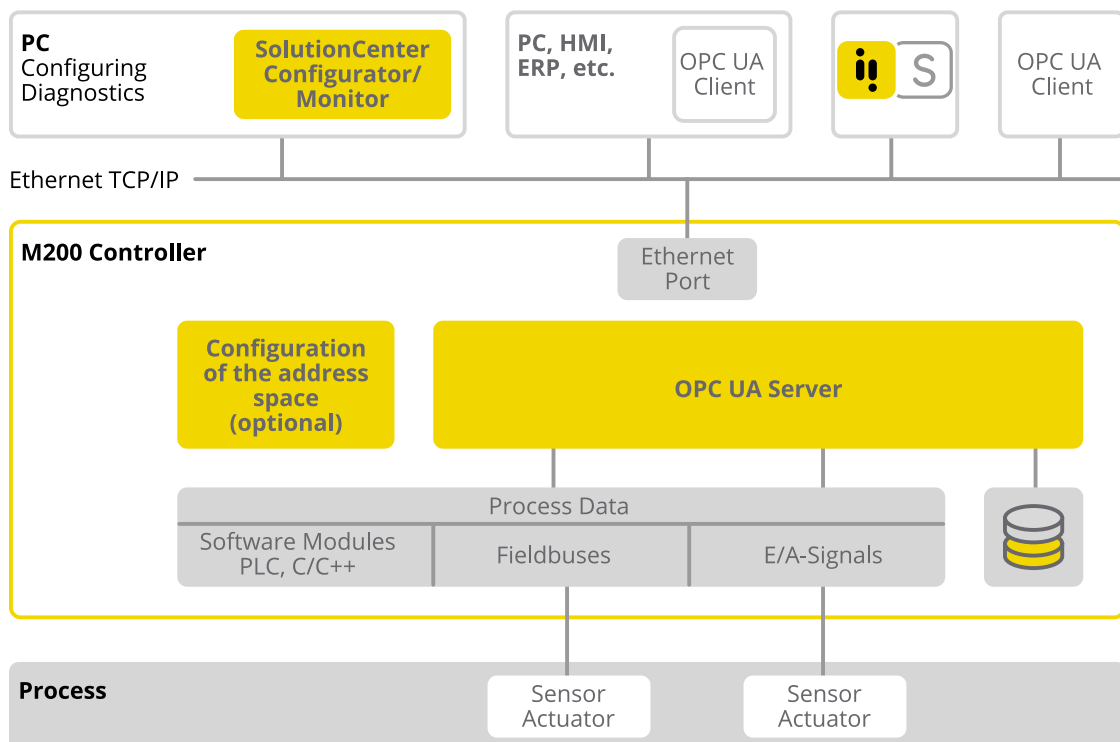 PC
Configuring
Diagnostics
SolutionCenter
Configurator/
Monitor
PC, HMI,
ERP, etc.
OPC UA
Client
S
OPC UA
Client
Ethernet TCP/IP
M200 Controller
Ethernet
Port
Configuration
of the address
space
(optional)
OPC UA Server
Process Data
Software Modules
PLC, C/C++
Fieldbuses
E/A-Signals
Process
Sensor
Actuator
Sensor
Actuator